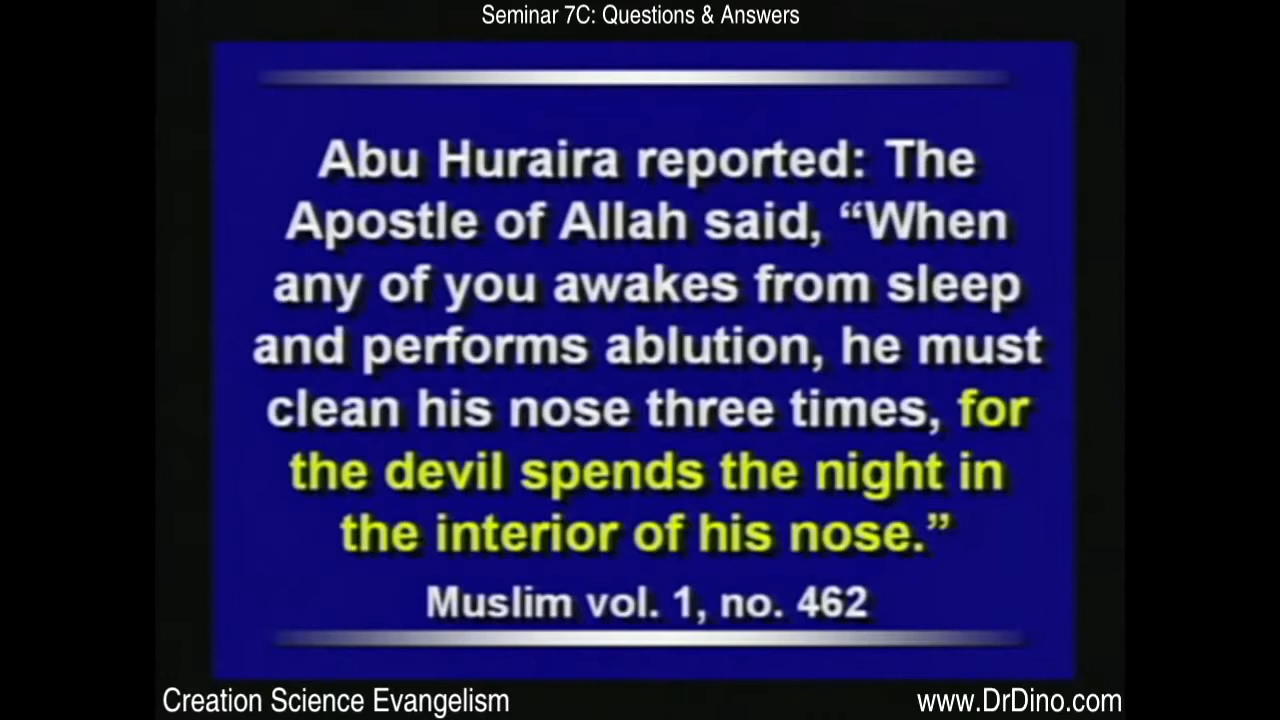 Seminar 7C: Questions & Answers
Abu Huraira reported: The
Apostle of Allah said, “When
any of you awakes from sleep
and performs ablution, he must
clean his nose three times, for
the devil spends the night in
the interior of his nose.”
Muslim vol. 1, no. 462
Creation Science Evangelism
www.DrDino.com